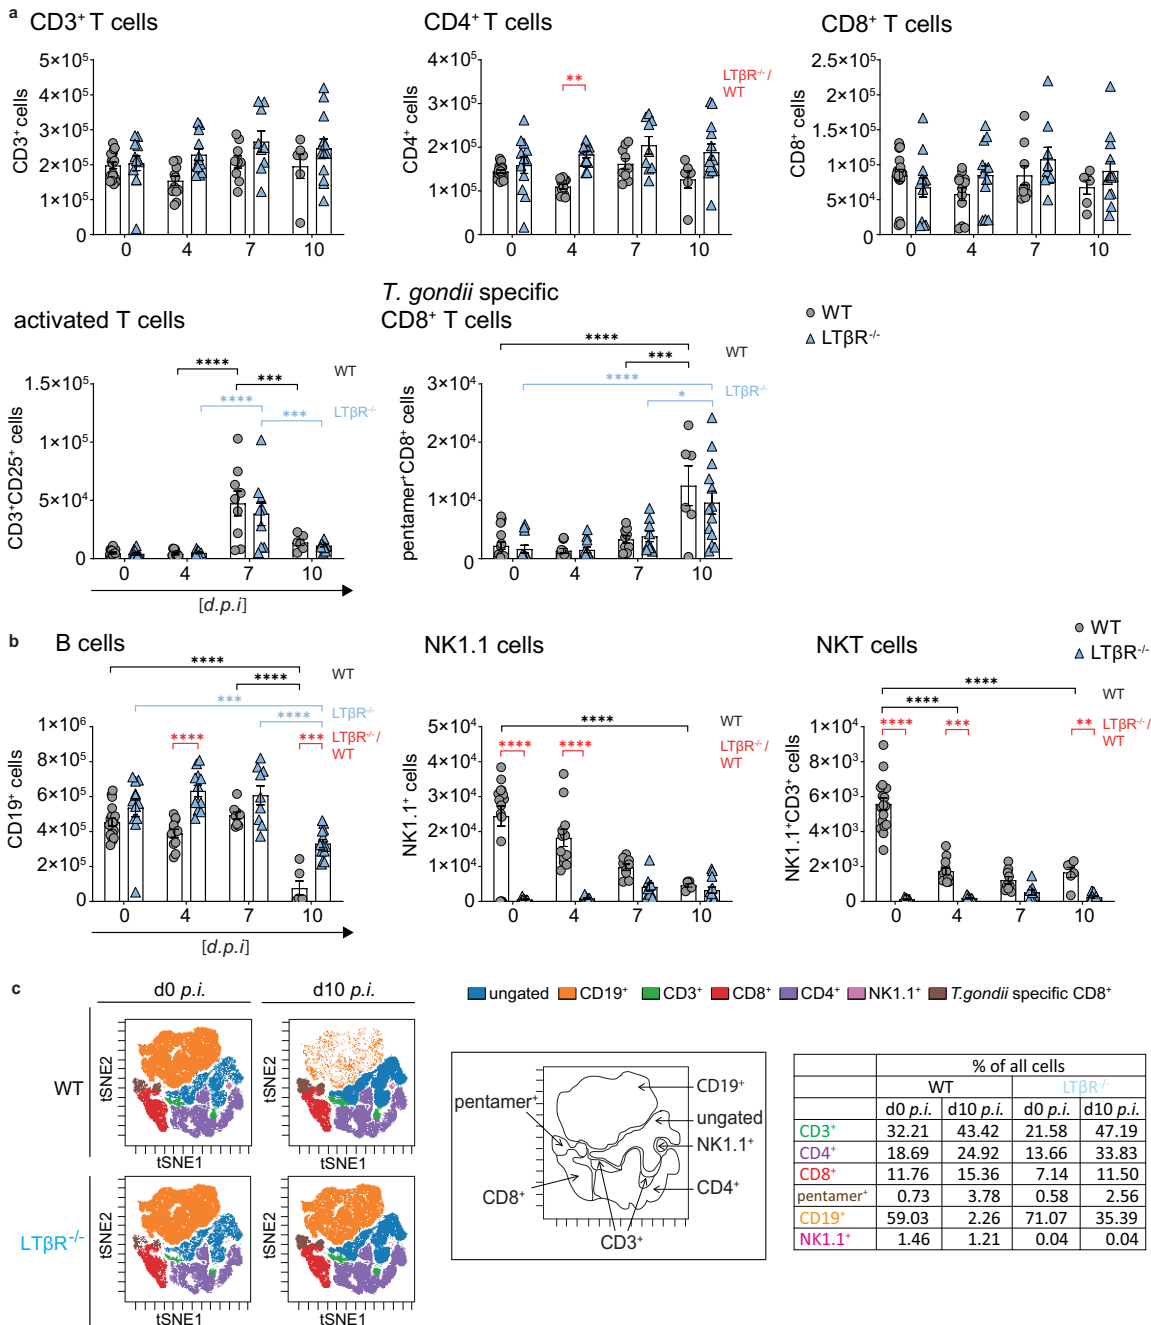 a
CD3⁺ T cells
CD4⁺ T cells
CD8⁺ T cells
CD3⁺ cells
5×10⁵
4×10⁵
3×10⁵
2×10⁵
1×10⁵
0
0 4 7 10
CD4⁺ cells
4×10⁵
3×10⁵
2×10⁵
1×10⁵
0
**
LTβR⁻/⁻ /
WT
0 4 7 10
CD8⁺ cells
2.5×10⁵
1×10⁵
1×10⁵
5×10⁴
0
0 4 7 10
activated T cells
T. gondii specific
CD8⁺ T cells
WT
LTβR⁻/⁻
CD3⁺CD25⁺ cells
1.5×10⁵
1×10⁵
5×10⁴
0
**** *** WT
**** *** LTβR⁻/⁻
0 4 7 10
[d.p.i]
pentamer⁺CD8⁺ cells
3×10⁴
2×10⁴
1×10⁴
0
**** WT
***
****
* LTβR⁻/⁻
0 4 7 10
b
B cells
NK1.1 cells
NKT cells
WT
LTβR⁻/⁻
CD19⁺ cells
1×10⁶
8×10⁵
6×10⁵
4×10⁵
2×10⁵
0
**** WT
****
*** LTβR⁻/⁻
****
**** *** LTβR⁻/⁻ /
WT
0 4 7 10
[d.p.i]
NK1.1⁺ cells
5×10⁴
4×10⁴
3×10⁴
2×10⁴
1×10⁴
0
**** WT
**** **** LTβR⁻/⁻ /
WT
0 4 7 10
NK1.1⁺CD3⁺ cells
1×10⁴
8×10³
6×10³
4×10³
2×10³
0
****
**** WT
**** *** ** LTβR⁻/⁻ /
WT
0 4 7 10
c
d0 p.i. d10 p.i.
WT
tSNE2 tSNE2
tSNE1 tSNE1
LTβR⁻/⁻
tSNE2 tSNE2
tSNE1 tSNE1
ungated CD19⁺ CD3⁺ CD8⁺ CD4⁺ NK1.1⁺ T.gondii specific CD8⁺
CD19⁺
pentamer⁺
ungated
NK1.1⁺
CD8⁺
CD4⁺
CD3⁺
% of all cells
WT LTβR⁻/⁻
d0 p.i. d10 p.i. d0 p.i. d10 p.i.
CD3⁺ 32.21 43.42 21.58 47.19
CD4⁺ 18.69 24.92 13.66 33.83
CD8⁺ 11.76 15.36 7.14 11.50
pentamer⁺ 0.73 3.78 0.58 2.56
CD19⁺ 59.03 2.26 71.07 35.39
NK1.1⁺ 1.46 1.21 0.04 0.04